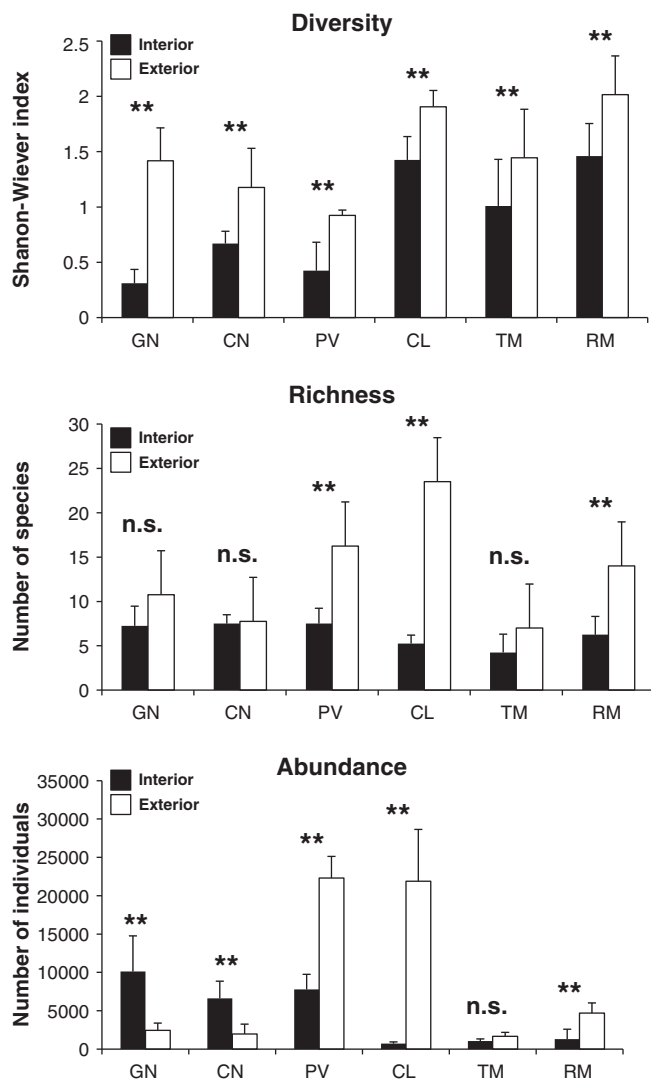 Diversity
Interior
Exterior
Shanon-Wiever index
2.5
2
1.5
1
0.5
0
**
**
**
**
**
**
GN CN PV CL TM RM
Richness
Interior
Exterior
Number of species
30
25
20
15
10
5
0
n.s.
n.s.
**
**
n.s.
**
GN CN PV CL TM RM
Abundance
Interior
Exterior
Number of individuals
35000
30000
25000
20000
15000
10000
5000
0
**
**
**
**
n.s.
**
GN CN PV CL TM RM